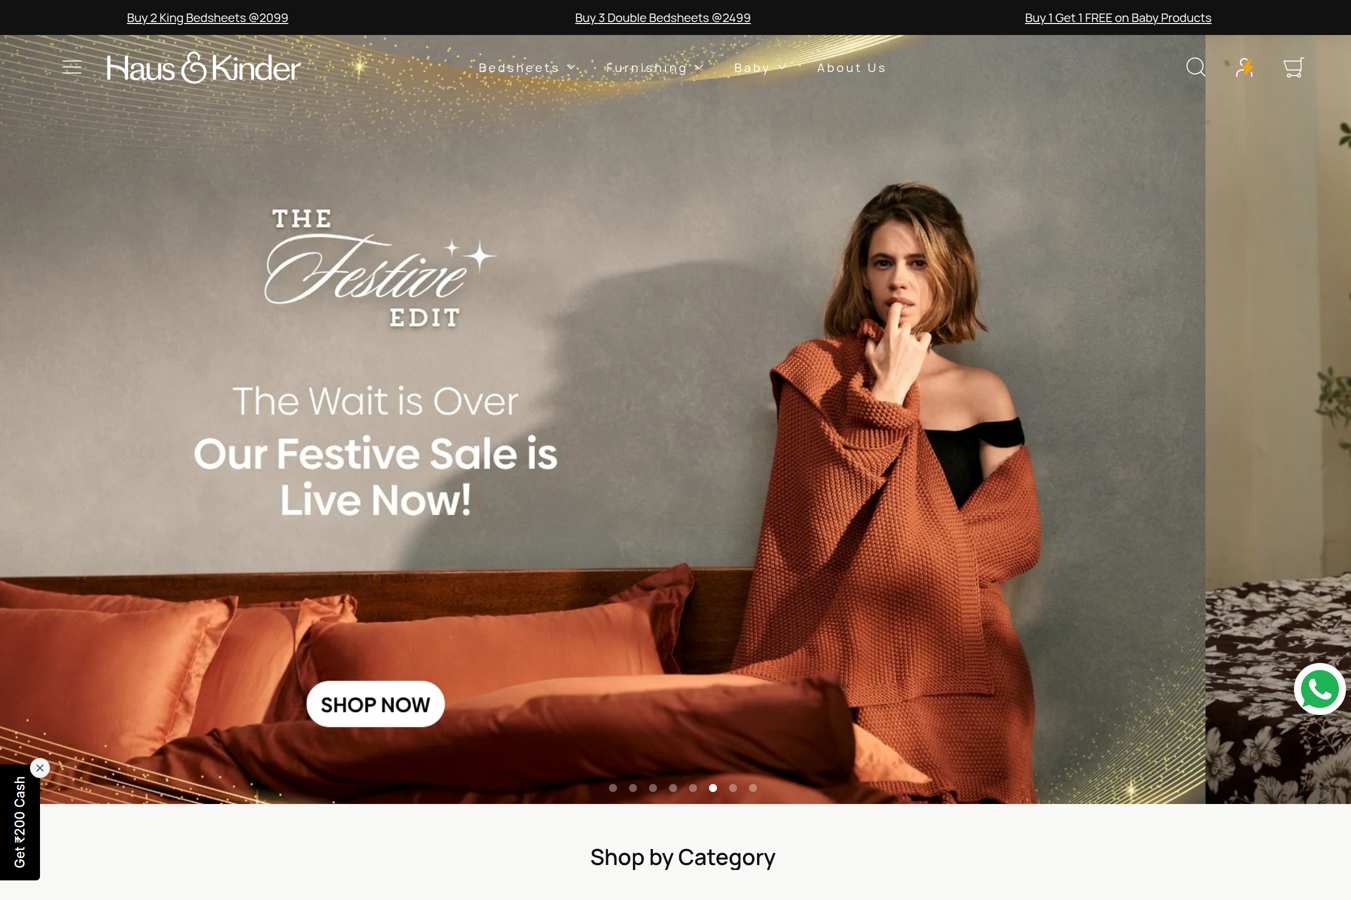 Buy 2 King Bedsheets @2099
Buy 3 Double Bedsheets @2499
Buy 1 Get 1 FREE on Baby Products
Haus & Kinder
Bedsheets
Furnishing
Baby
About Us
THE
Festive
EDIT
The Wait is Over
Our Festive Sale is
Live Now!
SHOP NOW
Get ₹200 Cash
Shop by Category